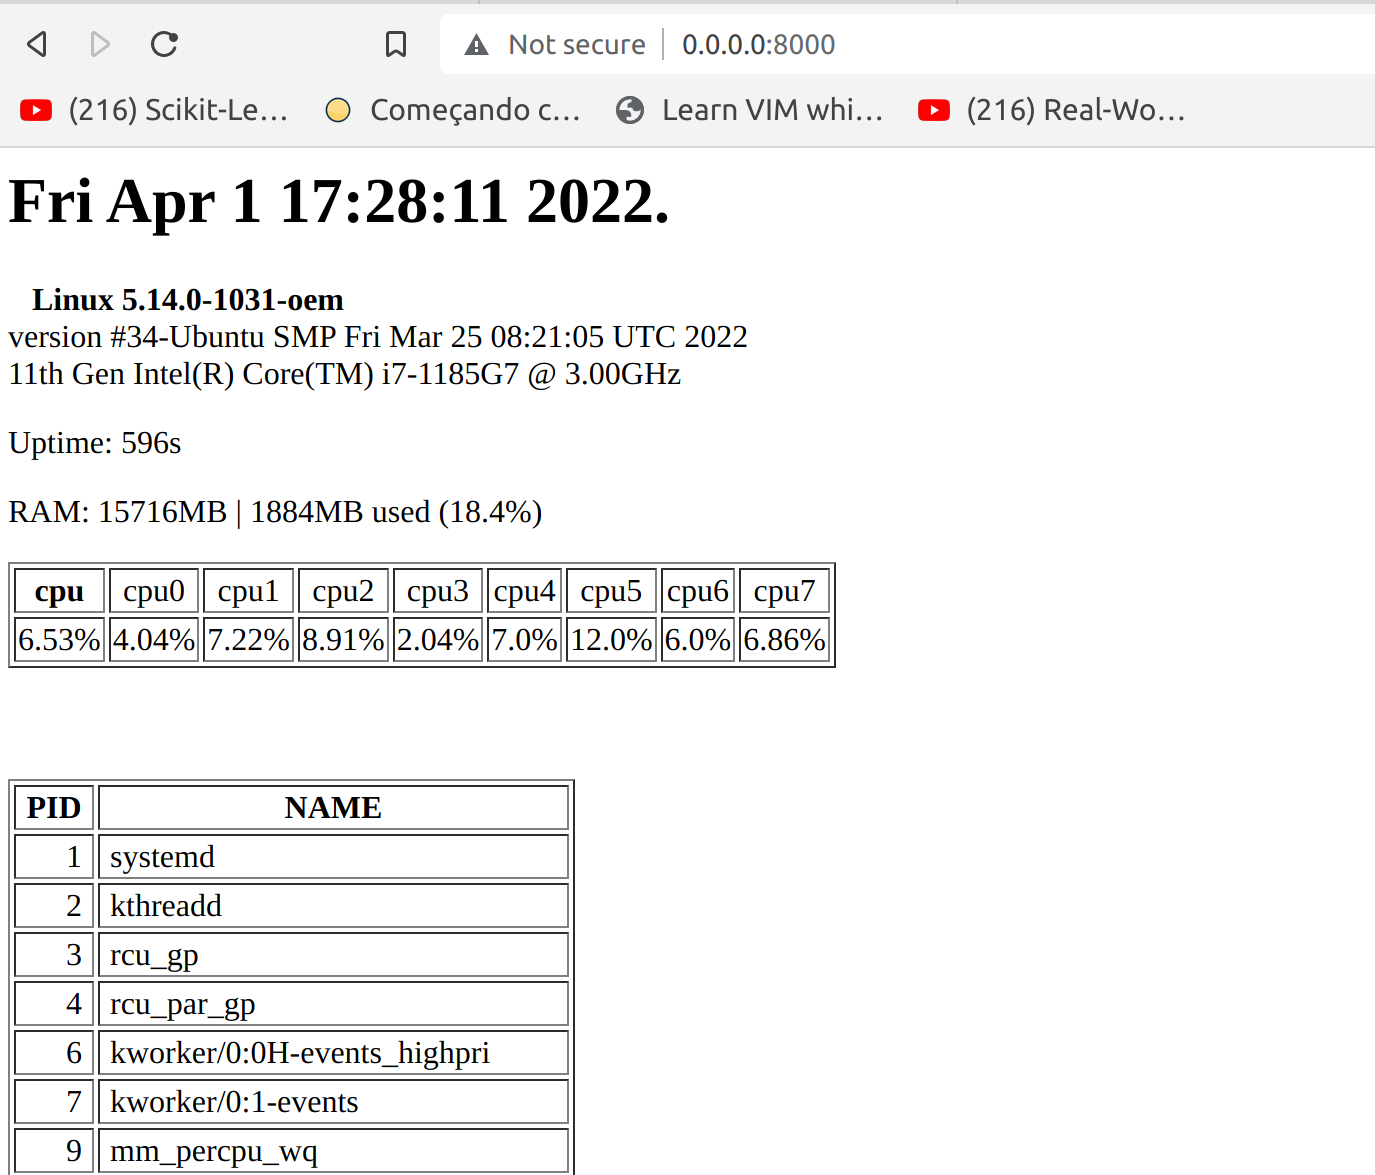 Not secure | 0.0.0.0:8000
(216) Scikit-Le... Começando c... Learn VIM whi... (216) Real-Wo...
Fri Apr 1 17:28:11 2022.
Linux 5.14.0-1031-oem
version #34-Ubuntu SMP Fri Mar 25 08:21:05 UTC 2022
11th Gen Intel(R) Core(TM) i7-1185G7 @ 3.00GHz
Uptime: 596s
RAM: 15716MB | 1884MB used (18.4%)
cpu cpu0 cpu1 cpu2 cpu3 cpu4 cpu5 cpu6 cpu7
6.53% 4.04% 7.22% 8.91% 2.04% 7.0% 12.0% 6.0% 6.86%
PID NAME
1 systemd
2 kthreadd
3 rcu_gp
4 rcu_par_gp
6 kworker/0:0H-events_highpri
7 kworker/0:1-events
9 mm_percpu_wq